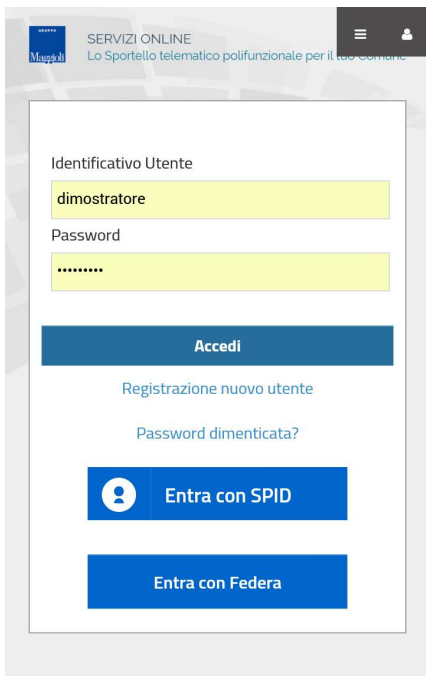 GRUPPO
Maggioli
SERVIZI ONLINE
Lo Sportello telematico polifunzionale per il tuo Comune
Identificativo Utente
dimostratore
Password
•••••••••
Accedi
Registrazione nuovo utente
Password dimenticata?
Entra con SPID
Entra con Federa